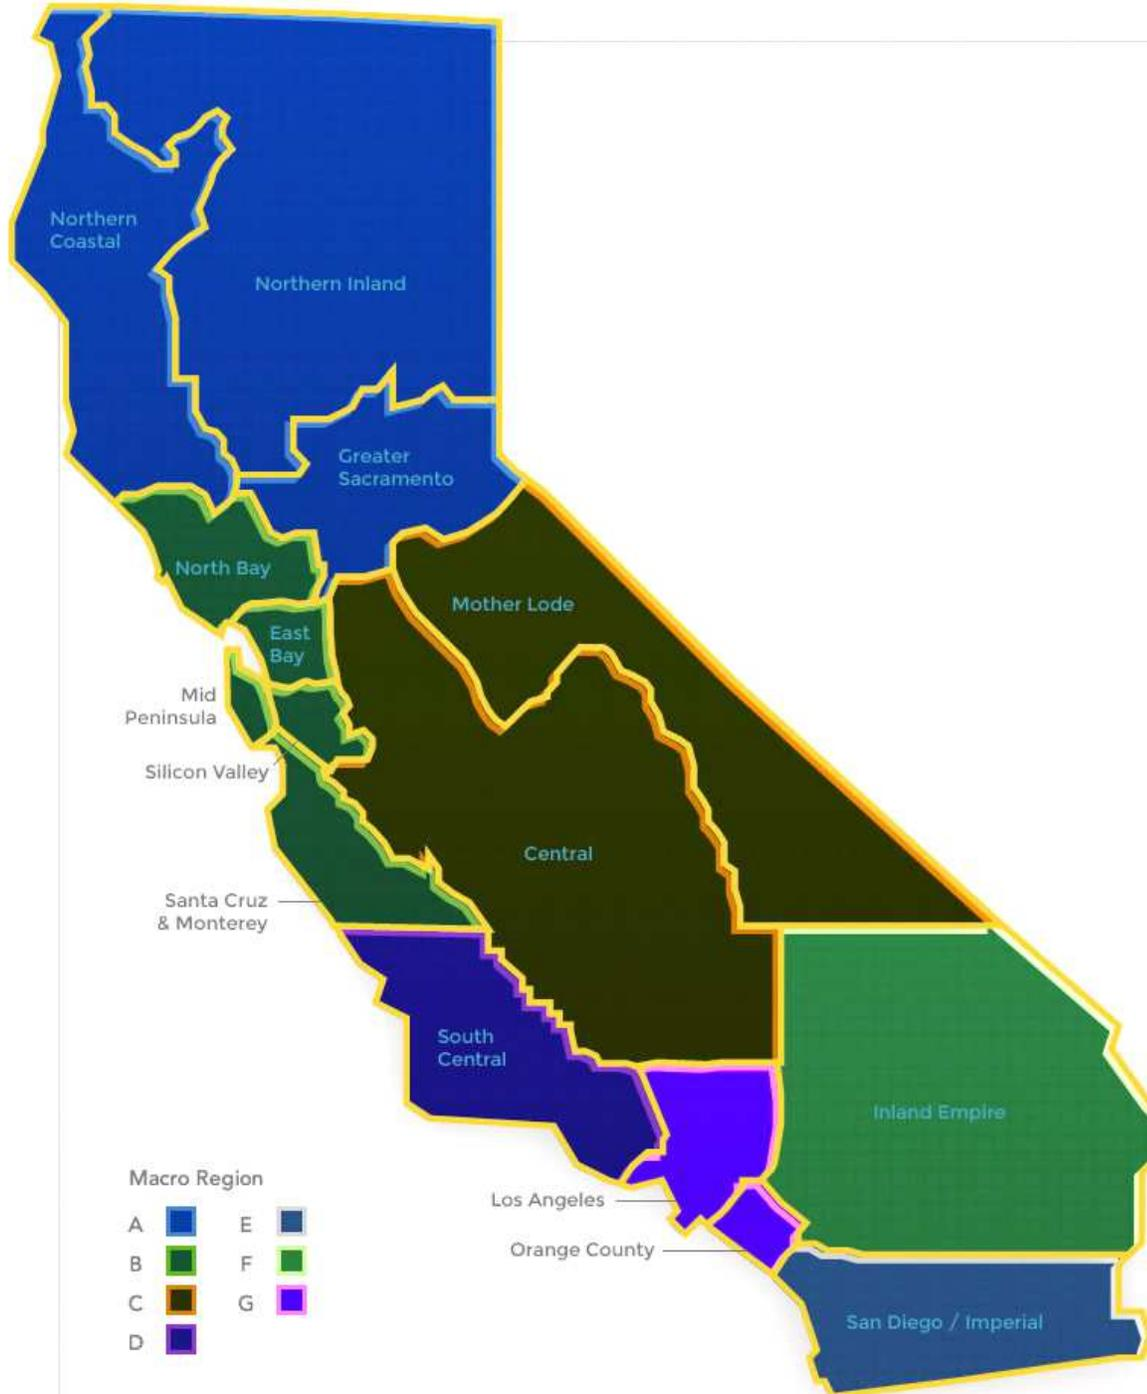 Northern
Coastal
Northern Inland
Greater
Sacramento
North Bay
Mother Lode
East
Bay
Mid
Peninsula
Silicon Valley
Central
Santa Cruz
& Monterey
South
Central
Inland Empire
Macro Region
Los Angeles
A E
Orange County
B F
C G
San Diego / Imperial
D